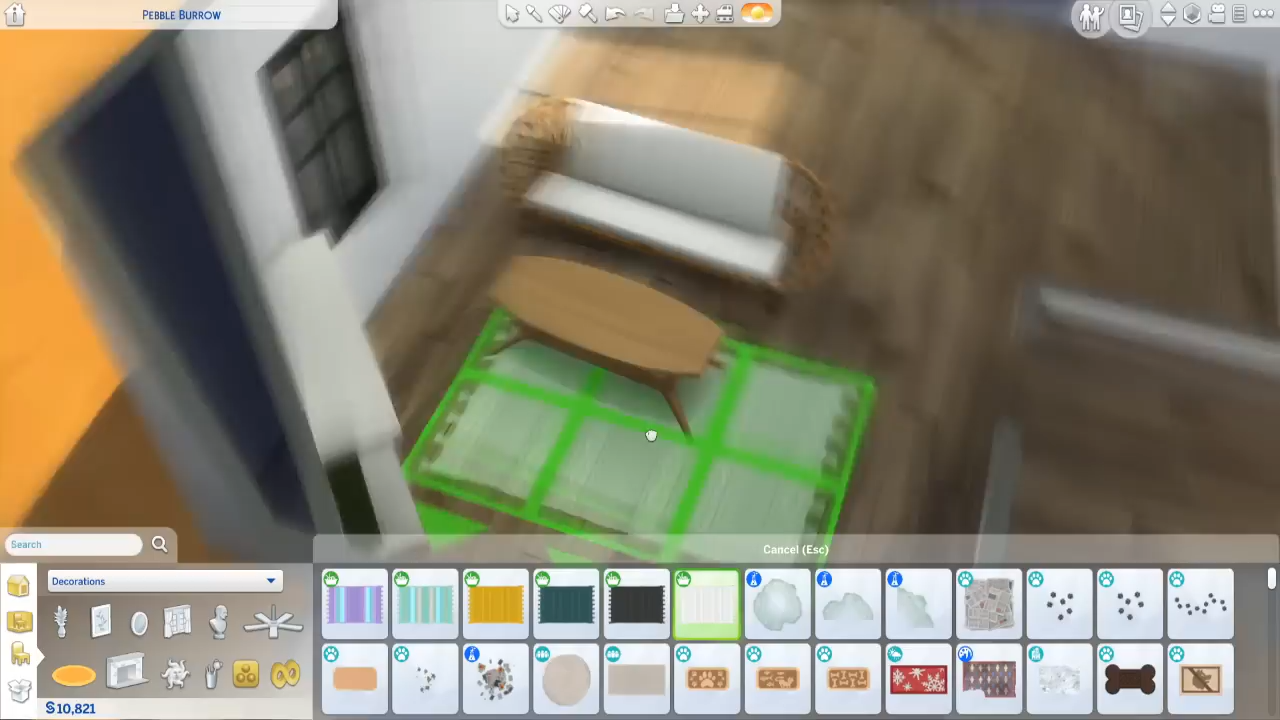 PEBBLE BURROW
Cancel (Esc)
Search
Decorations
§10,821